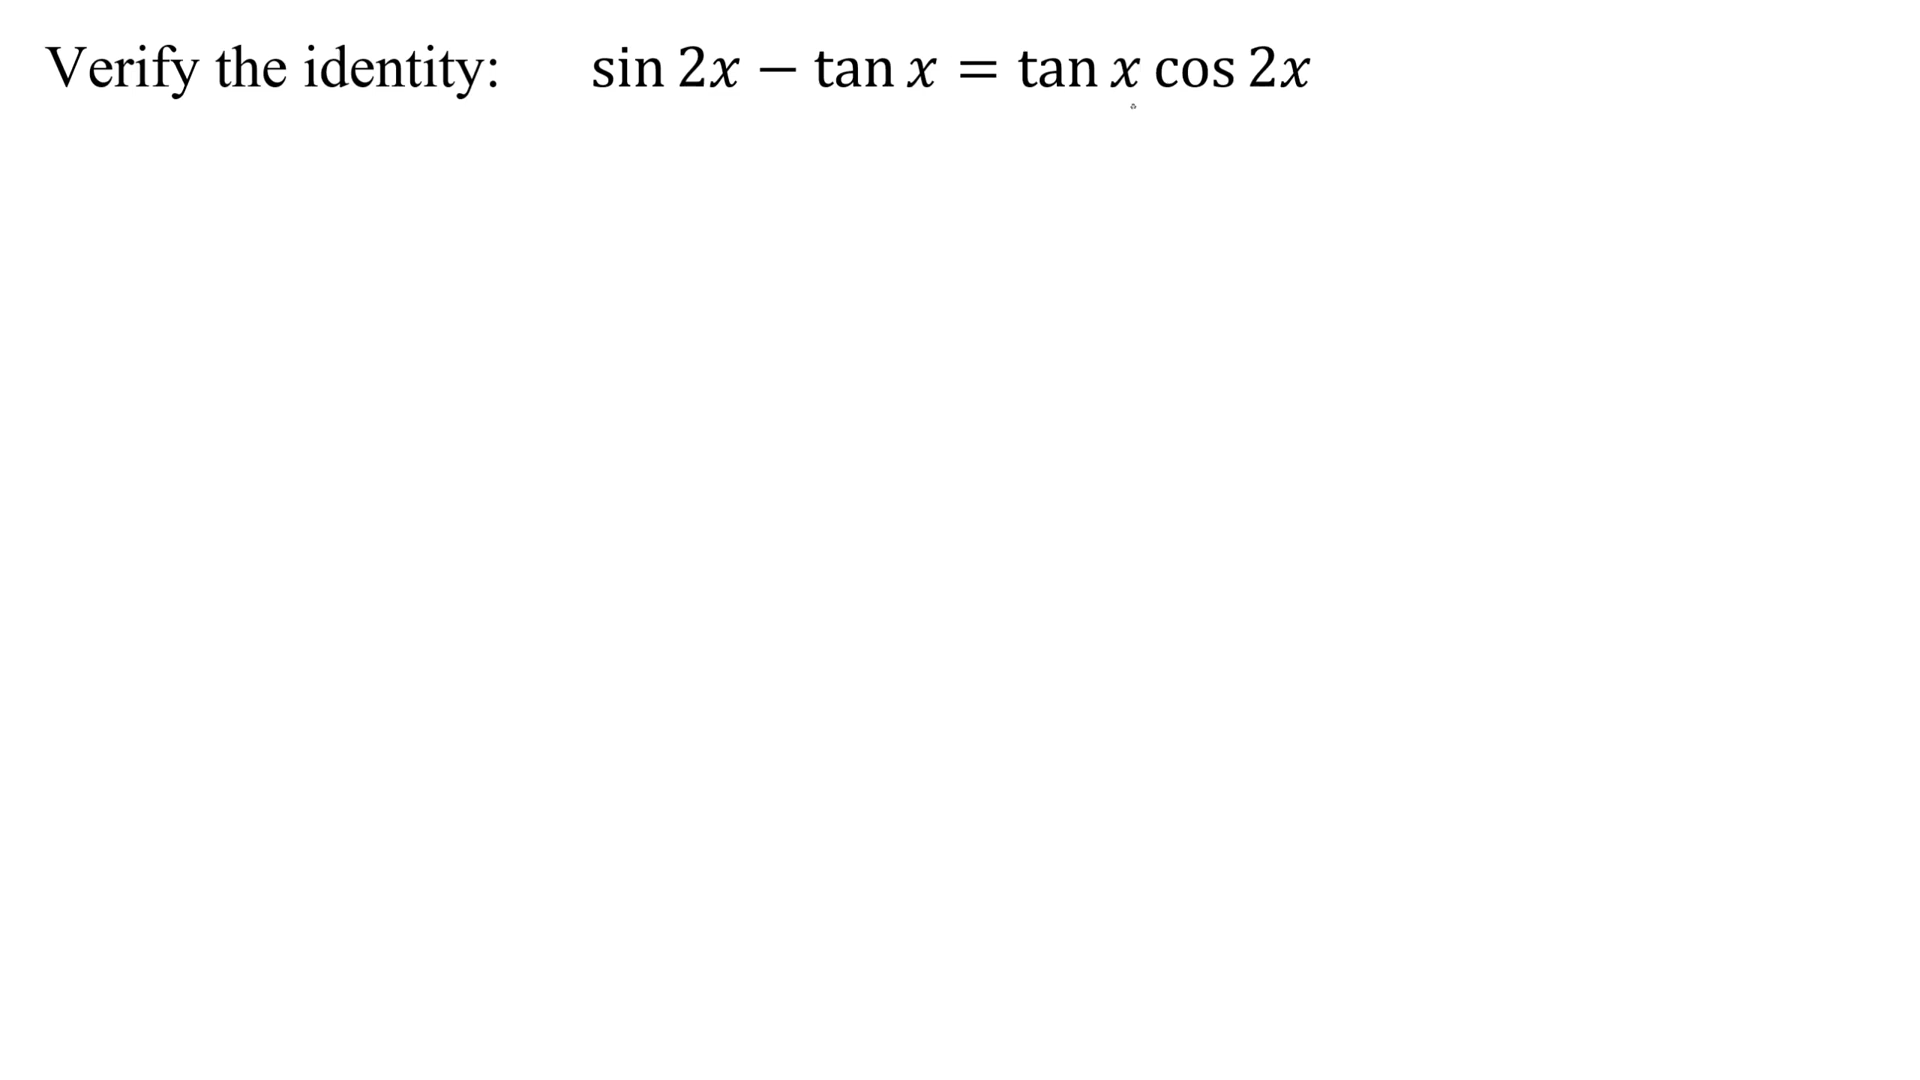 Verify the identity: sin 2x − tan x = tan x cos 2x